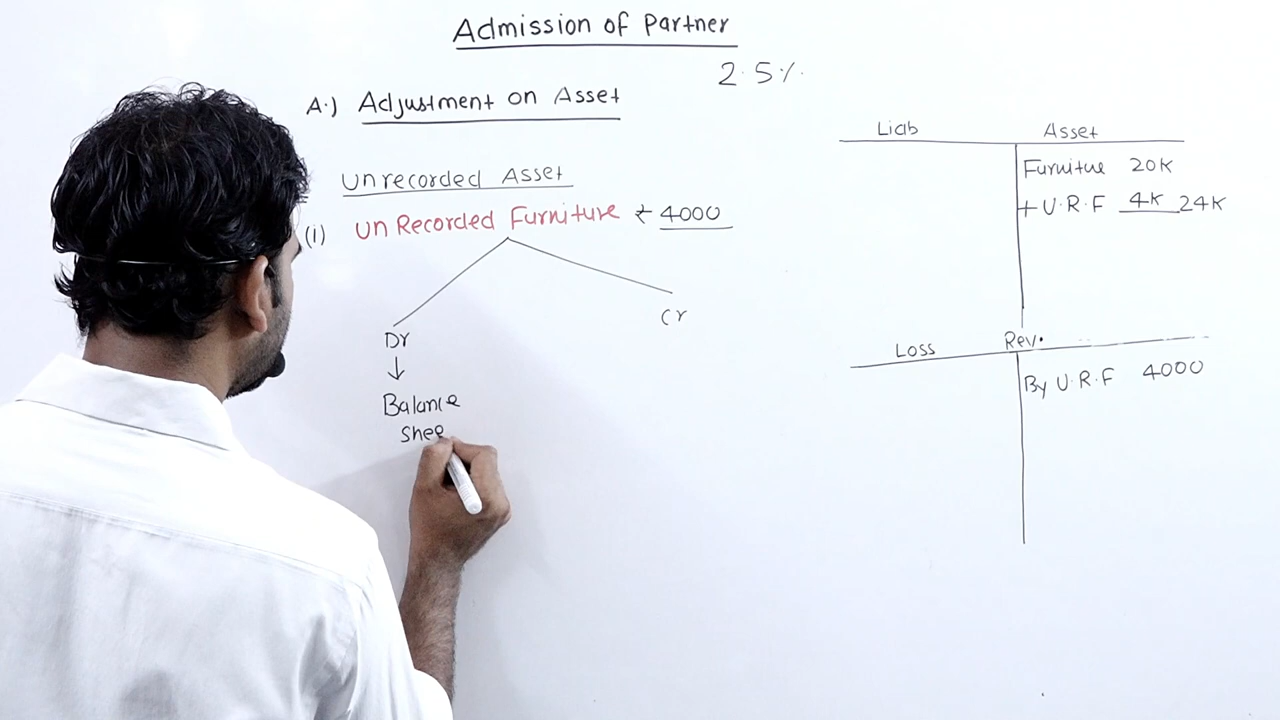 Admission of Partner
2.5%.
A.) Adjustment on Asset
Unrecorded Asset
(1) Un Recorded Furniture ₹ 4000
Dr
Cr
↓
Balance
Shee
Liab Asset
Furniture 20K
+ U.R.F 4K 24K
Loss Rev.
By U.R.F 4000